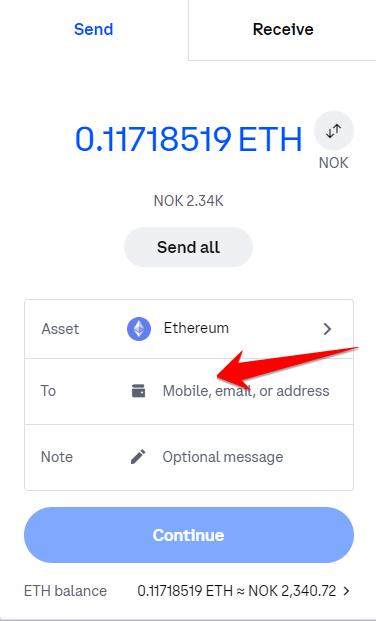 Send Receive
0.11718519 ETH
NOK
NOK 2.34K
Send all
Asset Ethereum
To Mobile, email, or address
Note Optional message
Continue
ETH balance 0.11718519 ETH ≈ NOK 2,340.72